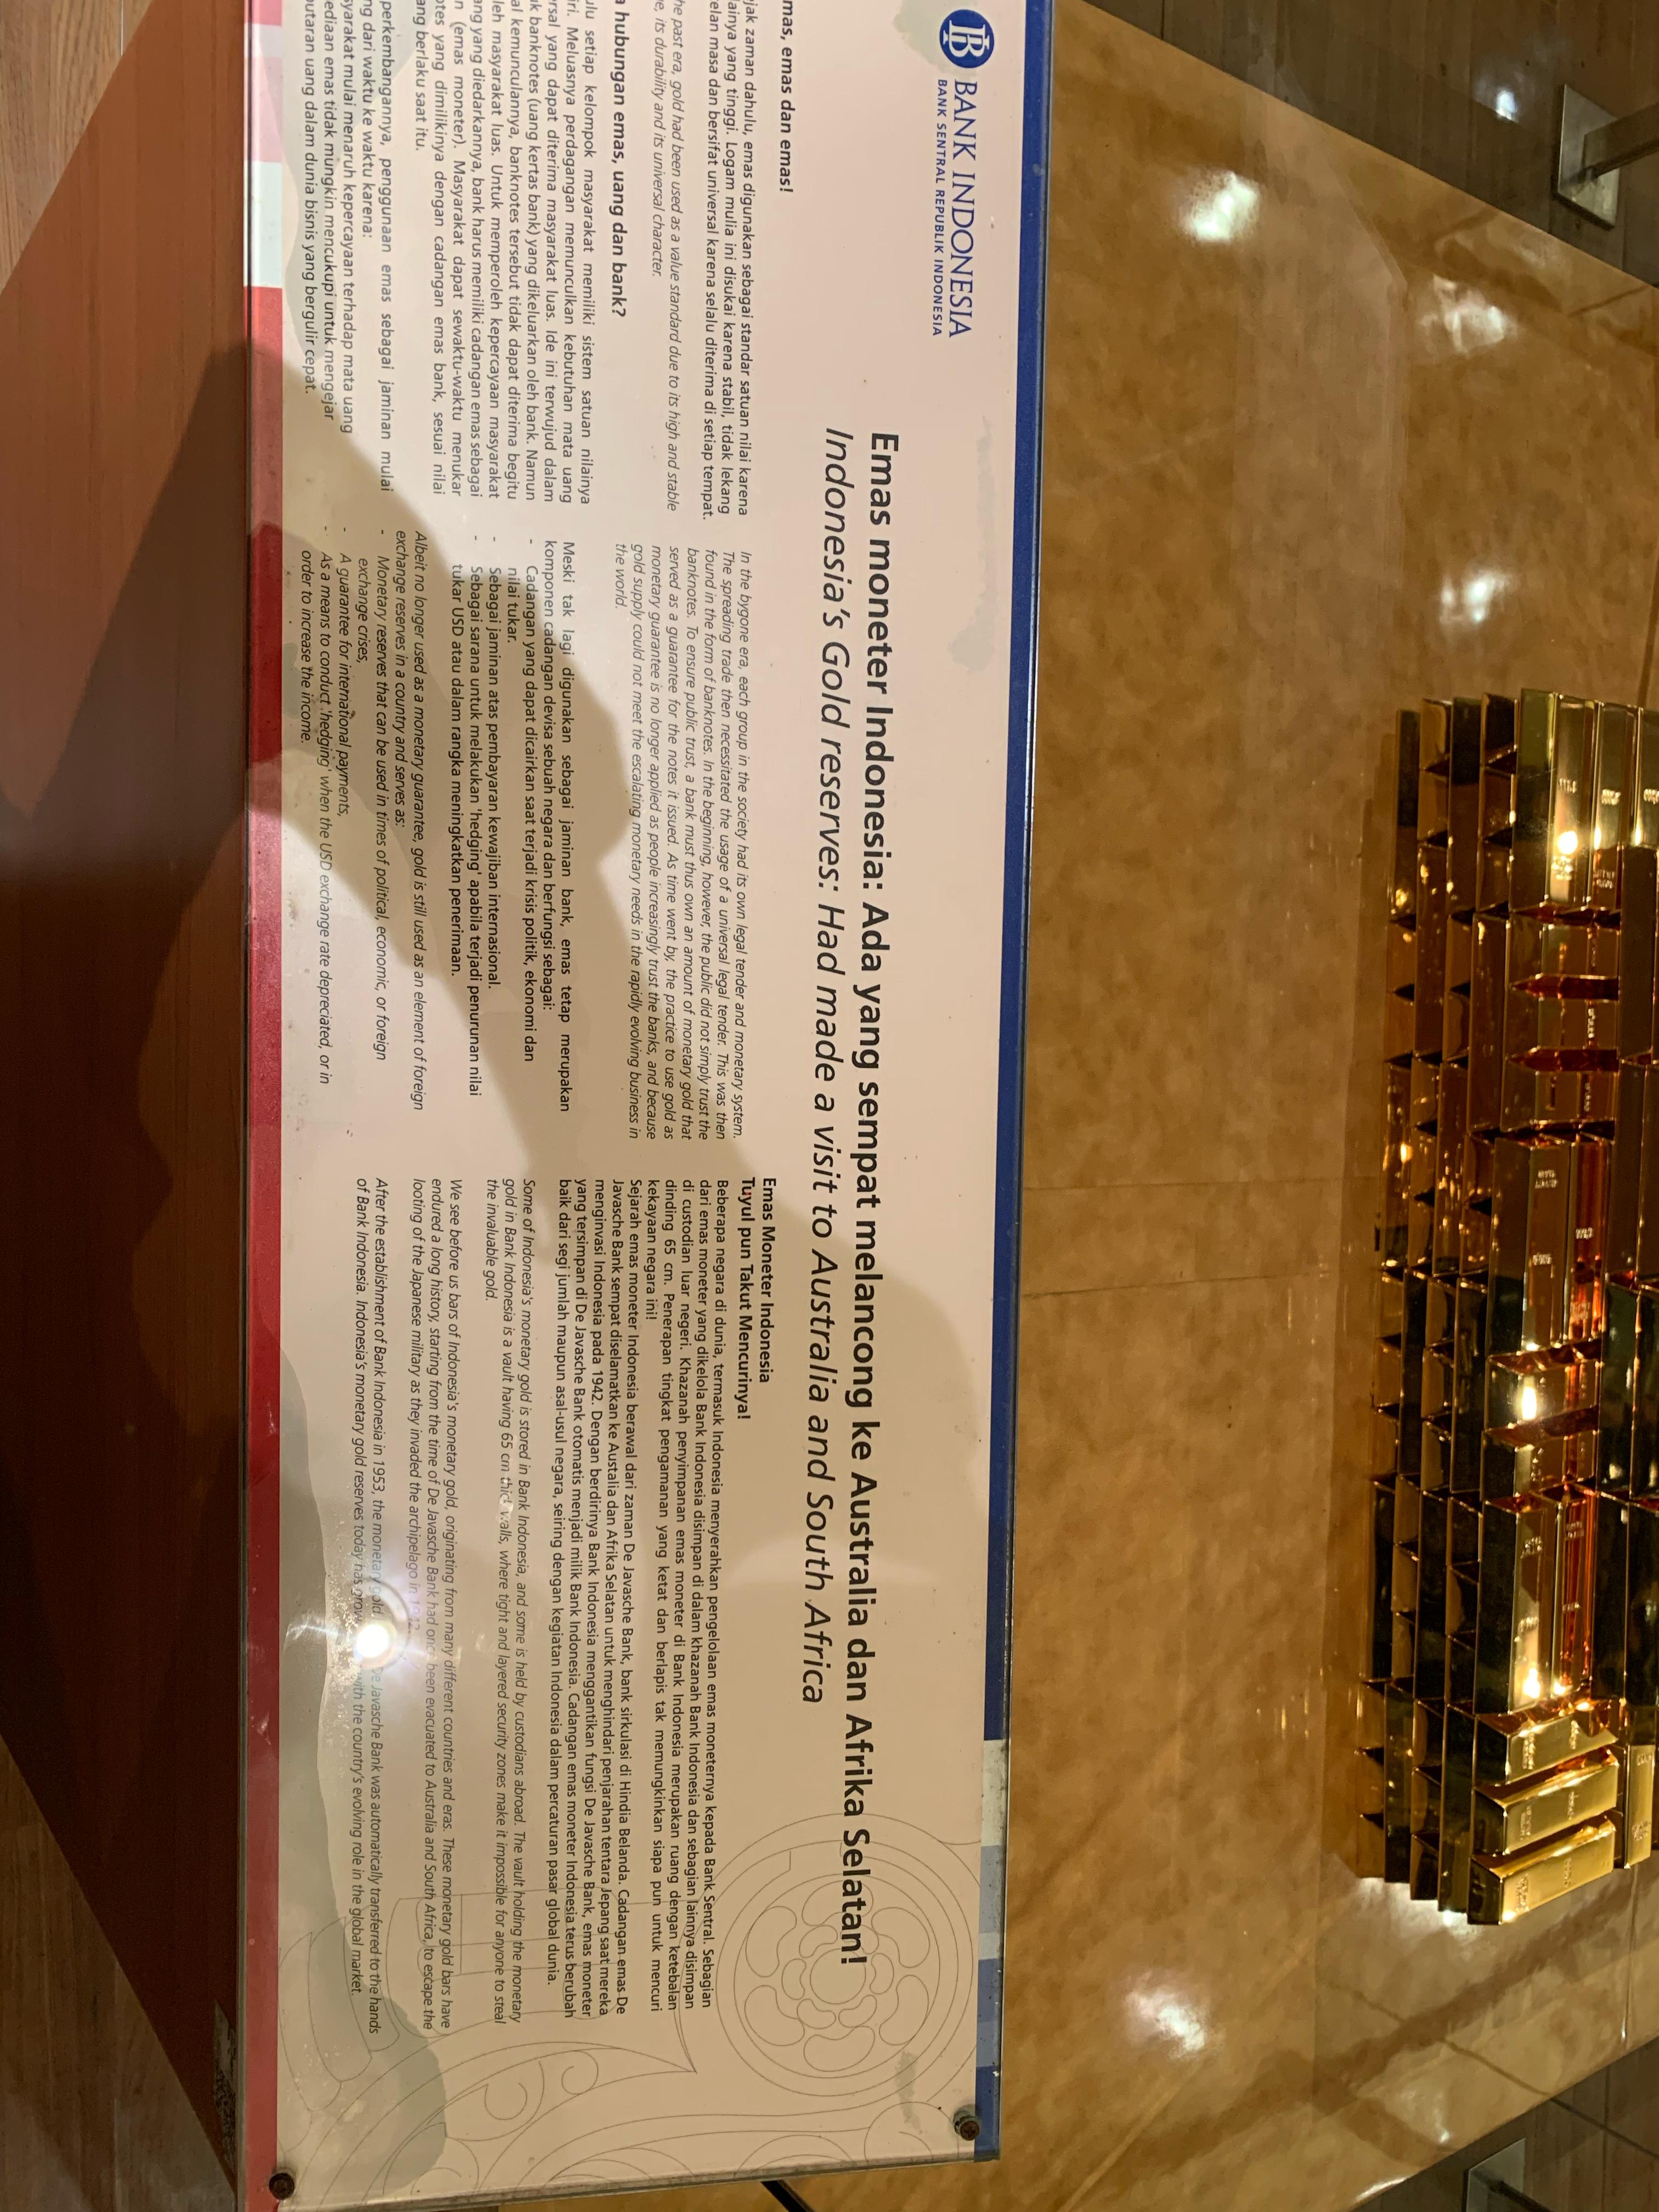 BANK INDONESIA
BANK SENTRAL REPUBLIK INDONESIA
Emas moneter Indonesia: Ada yang sempat melancong ke Australia dan Afrika Selatan!
Indonesia's Gold reserves: Had made a visit to Australia and South Africa
mas, emas dan emas!
jak zaman dahulu, emas digunakan sebagai standar satuan nilai karena
lainya yang tinggi. Logam mulia ini disukai karena stabil, tidak lekang
elan masa dan bersifat universal karena selalu diterima di setiap tempat.
he past era, gold had been used as a value standard due to its high and stable
e, its durability and its universal character.
a hubungan emas, uang dan bank?
ulu setiap kelompok masyarakat memiliki sistem satuan nilainya
iri. Meluasnya perdagangan memunculkan kebutuhan mata uang
rsal yang dapat diterima masyarakat luas. Ide ini terwujud dalam
uk banknotes (uang kertas bank) yang dikeluarkan oleh bank. Namun
al kemunculannya, banknotes tersebut tidak dapat diterima begitu
leh masyarakat luas. Untuk memperoleh kepercayaan masyarakat
ang yang diedarkannya, bank harus memiliki cadangan emas sebagai
n (emas moneter). Masyarakat dapat sewaktu-waktu menukar
otes yang dimilikinya dengan cadangan emas bank, sesuai nilai
ang berlaku saat itu.
perkembangannya, penggunaan emas sebagai jaminan mulai
ng dari waktu ke waktu karena:
syarakat mulai menaruh kepercayaan terhadap mata uang
ediaan emas tidak mungkin mencukupi untuk mengejar
utaran uang dalam dunia bisnis yang bergulir cepat.
In the bygone era, each group in the society had its own legal tender and monetary system.
The spreading trade then necessitated the usage of a universal legal tender. This was then
found in the form of banknotes. In the beginning, however, the public did not simply trust the
banknotes. To ensure public trust, a bank must thus own an amount of monetary gold that
served as a guarantee for the notes it issued. As time went by, the practice to use gold as
monetary guarantee is no longer applied as people increasingly trust the banks, and because
gold supply could not meet the escalating monetary needs in the rapidly evolving business in
the world.
Meski tak lagi digunakan sebagai jaminan bank, emas tetap merupakan
komponen cadangan devisa sebuah negara dan berfungsi sebagai:
- Cadangan yang dapat dicairkan saat terjadi krisis politik, ekonomi dan
nilai tukar.
- Sebagai jaminan atas pembayaran kewajiban internasional.
- Sebagai sarana untuk melakukan 'hedging' apabila terjadi penurunan nilai
tukar USD atau dalam rangka meningkatkan penerimaan.
Albeit no longer used as a monetary guarantee, gold is still used as an element of foreign
exchange reserves in a country and serves as:
- Monetary reserves that can be used in times of political, economic, or foreign
exchange crises,
- A guarantee for international payments,
- As a means to conduct 'hedging' when the USD exchange rate depreciated, or in
order to increase the income.
Emas Moneter Indonesia
Tuyul pun Takut Mencurinya!
Beberapa negara di dunia, termasuk Indonesia menyerahkan pengelolaan emas moneternya kepada Bank Sentral. Sebagian
dari emas moneter yang dikelola Bank Indonesia disimpan di dalam khazanah Bank Indonesia dan sebagian lainnya disimpan
di custodian luar negeri. Khazanah penyimpanan emas moneter di Bank Indonesia merupakan ruang dengan ketebalan
dinding 65 cm. Penerapan tingkat pengamanan yang ketat dan berlapis tak memungkinkan siapa pun untuk mencuri
kekayaan negara ini!
Sejarah emas moneter Indonesia berawal dari zaman De Javasche Bank, bank sirkulasi di Hindia Belanda. Cadangan emas De
Javasche Bank sempat diselamatkan ke Austalia dan Afrika Selatan untuk menghindari penjarahan tentara Jepang saat mereka
menginvasi Indonesia pada 1942. Dengan berdirinya Bank Indonesia menggantikan fungsi De Javasche Bank, emas moneter
yang tersimpan di De Javasche Bank otomatis menjadi milik Bank Indonesia. Cadangan emas moneter Indonesia terus berubah
baik dari segi jumlah maupun asal-usul negara, seiring dengan kegiatan Indonesia dalam percaturan pasar global dunia.
Some of Indonesia's monetary gold is stored in Bank Indonesia, and some is held by custodians abroad. The vault holding the monetary
gold in Bank Indonesia is a vault having 65 cm thick walls, where tight and layered security zones make it impossible for anyone to steal
the invaluable gold.
We see before us bars of Indonesia's monetary gold, originating from many different countries and eras. These monetary gold bars have
endured a long history, starting from the time of De Javasche Bank had once been evacuated to Australia and South Africa, to escape the
looting of the Japanese military as they invaded the archipelago in
After the establishment of Bank Indonesia in 1953, the monetary gold Javasche Bank was automatically transferred to the hands
of Bank Indonesia. Indonesia's monetary gold reserves today has with the country's evolving role in the global market.